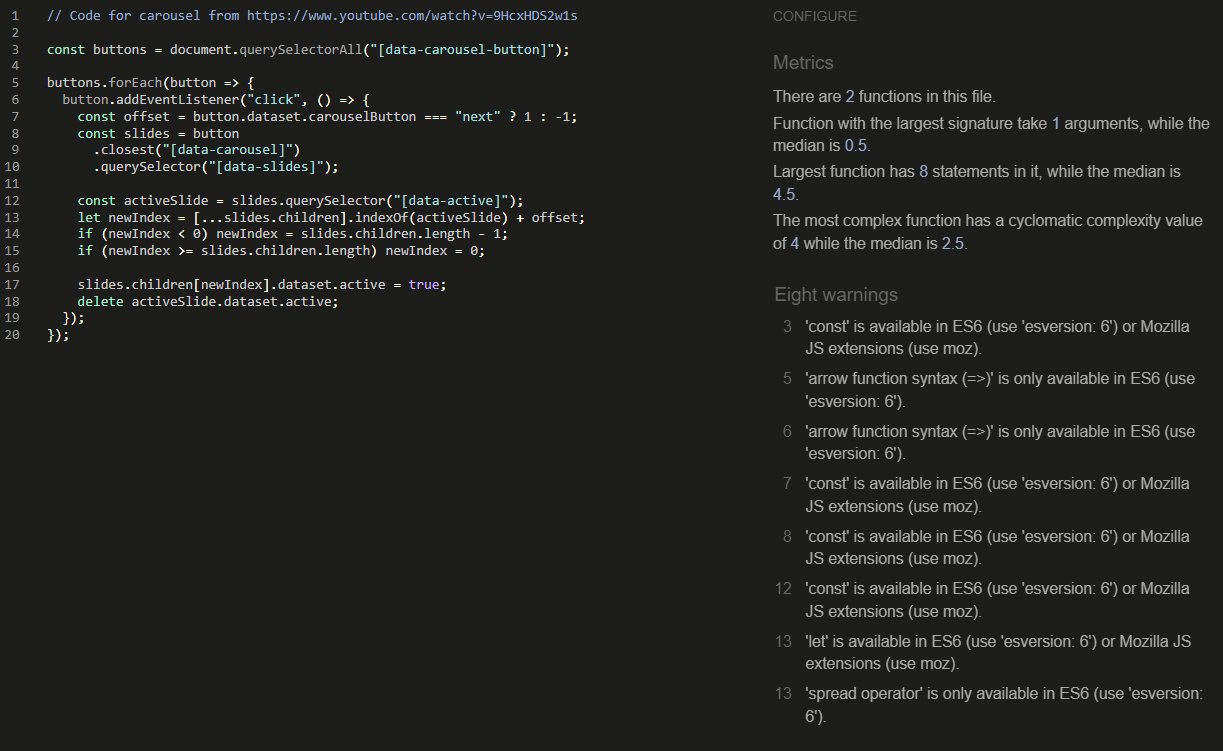 1 // Code for carousel from https://www.youtube.com/watch?v=9HcxHDS2w1s
2
3 const buttons = document.querySelectorAll("[data-carousel-button]");
4
5 buttons.forEach(button => {
6   button.addEventListener("click", () => {
7     const offset = button.dataset.carouselButton === "next" ? 1 : -1;
8     const slides = button
9       .closest("[data-carousel]")
10       .querySelector("[data-slides]");
11
12     const activeSlide = slides.querySelector("[data-active]");
13     let newIndex = [...slides.children].indexOf(activeSlide) + offset;
14     if (newIndex < 0) newIndex = slides.children.length - 1;
15     if (newIndex >= slides.children.length) newIndex = 0;
16
17     slides.children[newIndex].dataset.active = true;
18     delete activeSlide.dataset.active;
19   });
20 });
CONFIGURE
Metrics
There are 2 functions in this file.
Function with the largest signature take 1 arguments, while the
median is 0.5.
Largest function has 8 statements in it, while the median is
4.5.
The most complex function has a cyclomatic complexity value
of 4 while the median is 2.5.
Eight warnings
3 'const' is available in ES6 (use 'esversion: 6') or Mozilla
JS extensions (use moz).
5 'arrow function syntax (=>)' is only available in ES6 (use
'esversion: 6').
6 'arrow function syntax (=>)' is only available in ES6 (use
'esversion: 6').
7 'const' is available in ES6 (use 'esversion: 6') or Mozilla
JS extensions (use moz).
8 'const' is available in ES6 (use 'esversion: 6') or Mozilla
JS extensions (use moz).
12 'const' is available in ES6 (use 'esversion: 6') or Mozilla
JS extensions (use moz).
13 'let' is available in ES6 (use 'esversion: 6') or Mozilla JS
extensions (use moz).
13 'spread operator' is only available in ES6 (use 'esversion:
6').